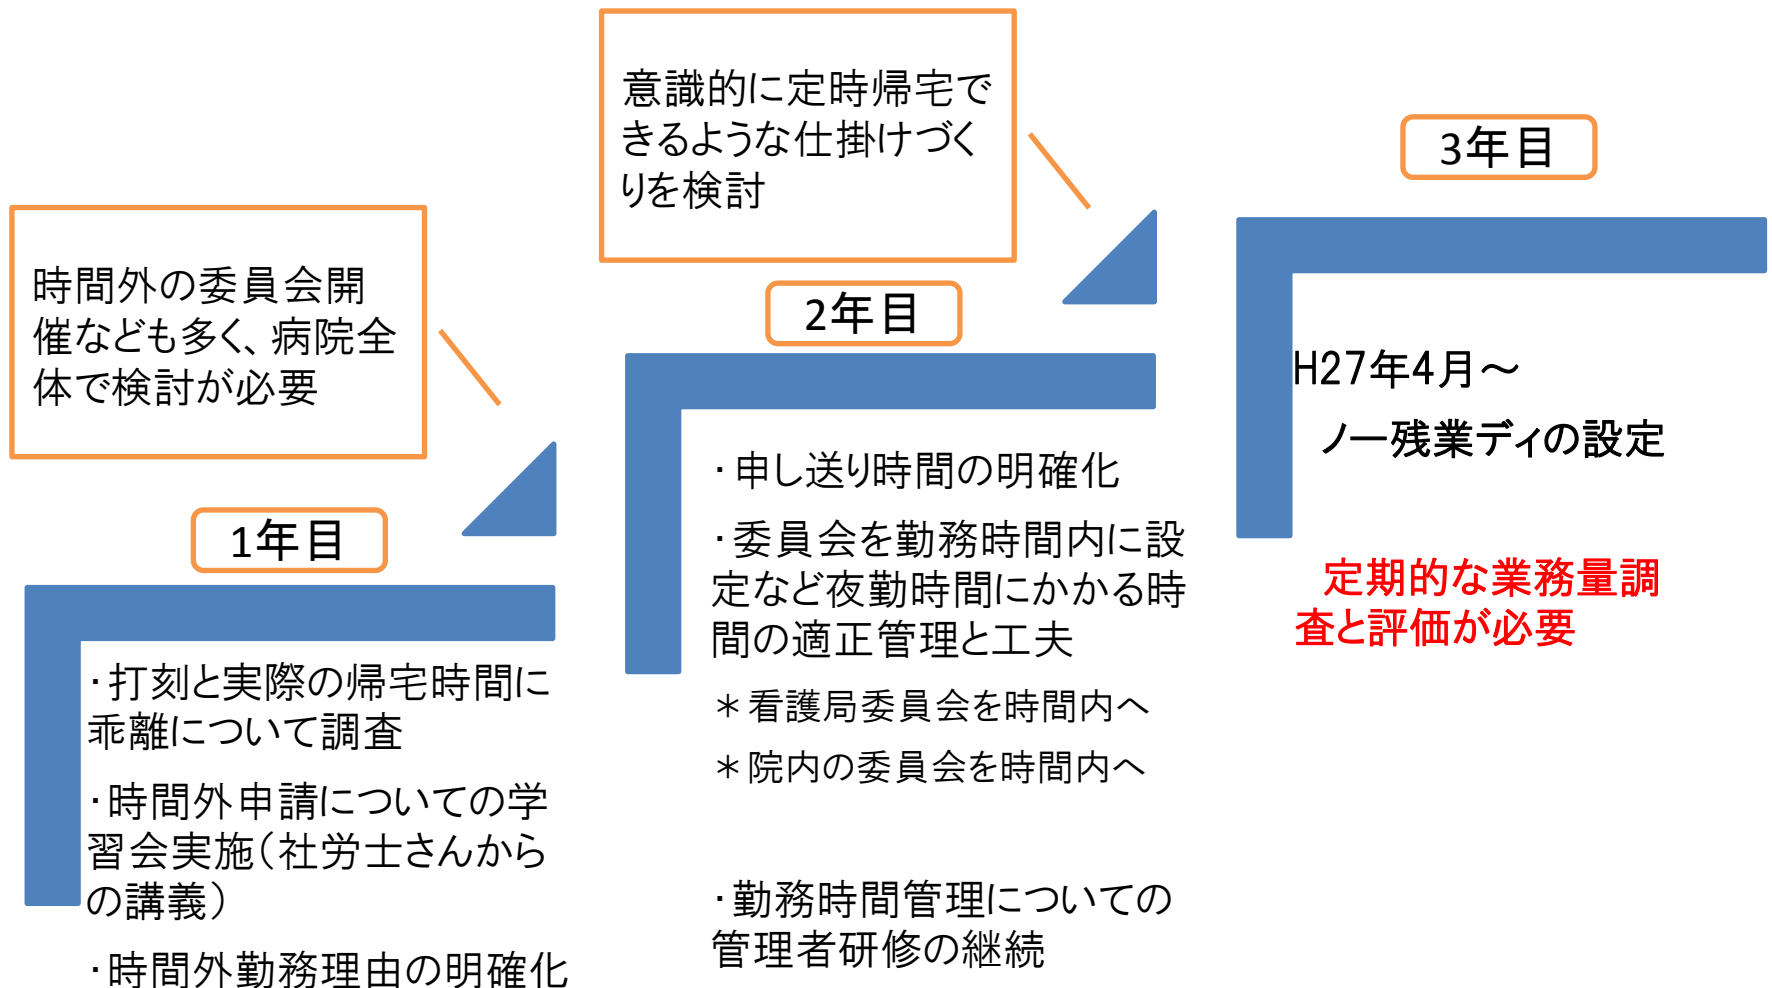 時間外の委員会開
催なども多く、病院全
体で検討が必要
1年目
・打刻と実際の帰宅時間に
乖離について調査
・時間外申請についての学
習会実施（社労士さんから
の講義）
・時間外勤務理由の明確化
意識的に定時帰宅で
きるような仕掛けづく
りを検討
2年目
・申し送り時間の明確化
・委員会を勤務時間内に設
定など夜勤時間にかかる時
間の適正管理と工夫
＊看護局委員会を時間内へ
＊院内の委員会を時間内へ
・勤務時間管理についての
管理者研修の継続
3年目
H27年4月～
ノー残業ディの設定
定期的な業務量調
査と評価が必要